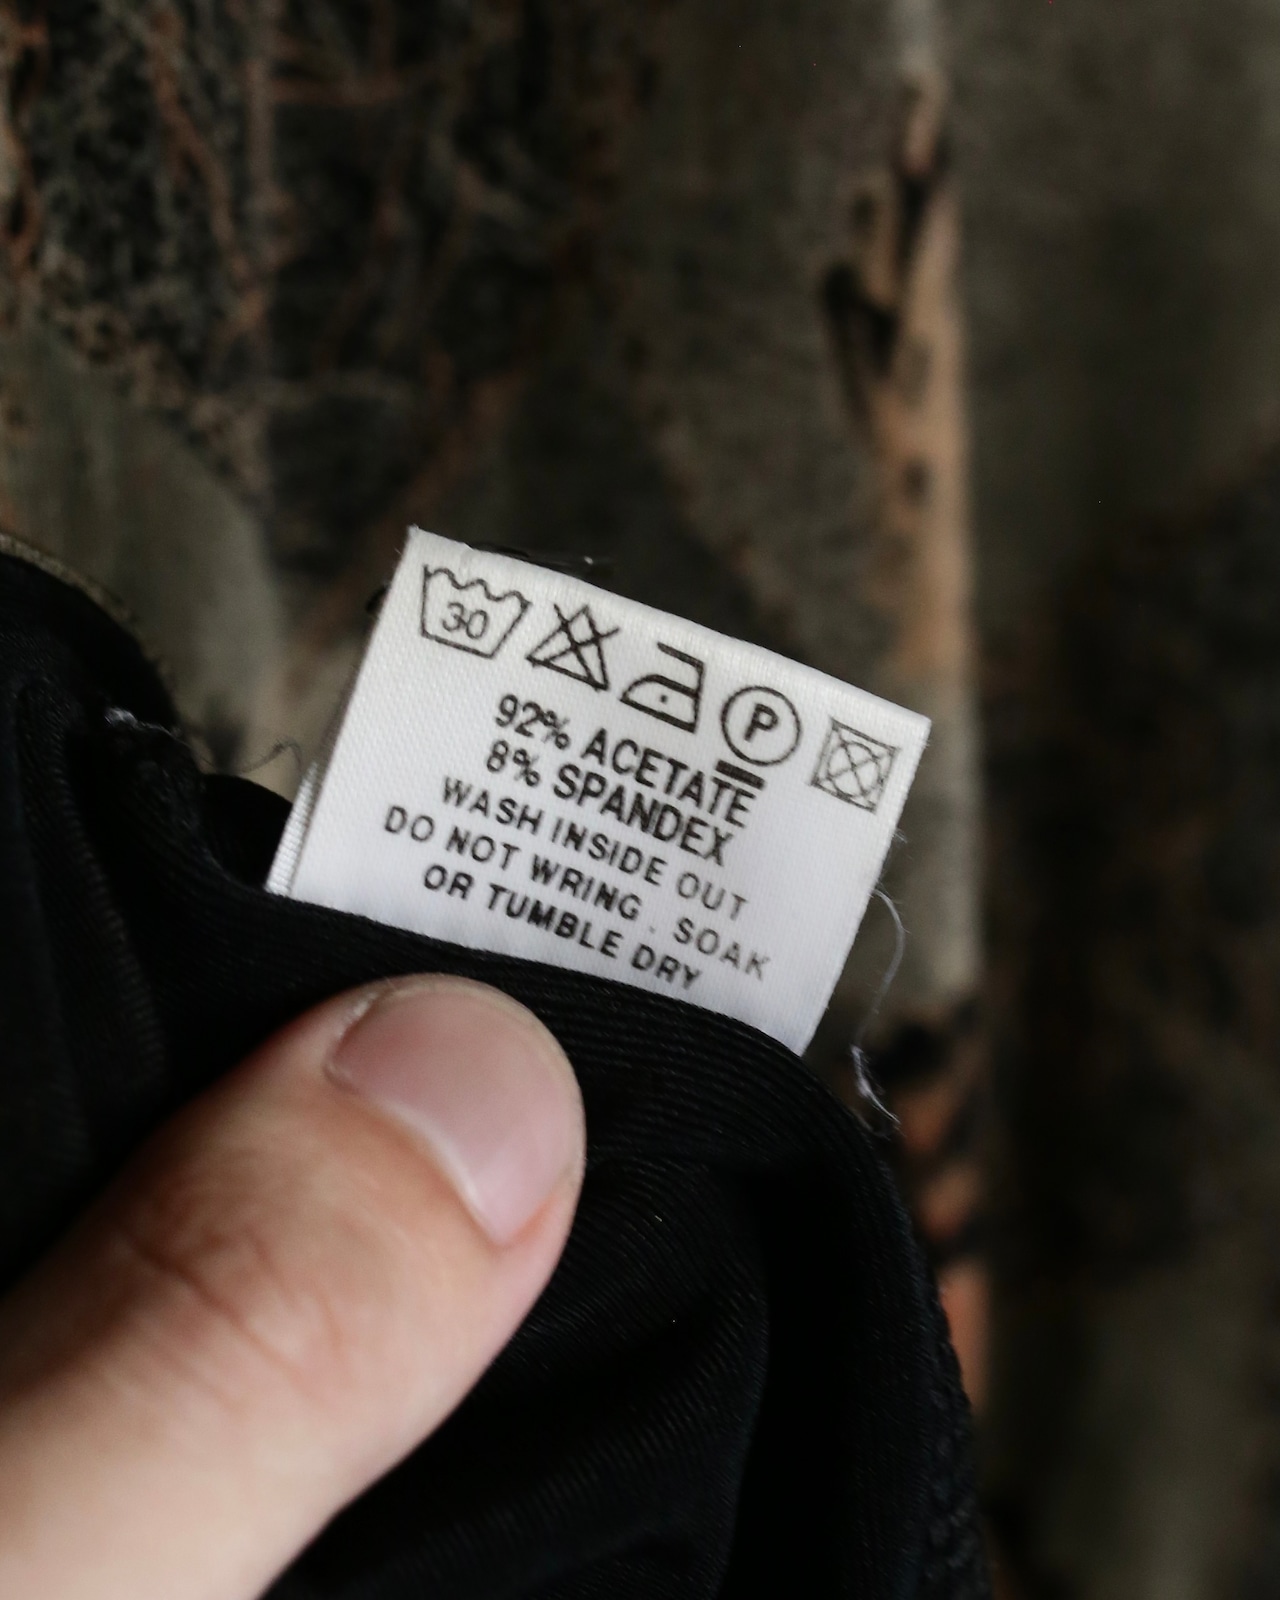 30
P
92% ACETATE
8% SPANDEX
WASH INSIDE OUT
DO NOT WRING . SOAK
OR TUMBLE DRY